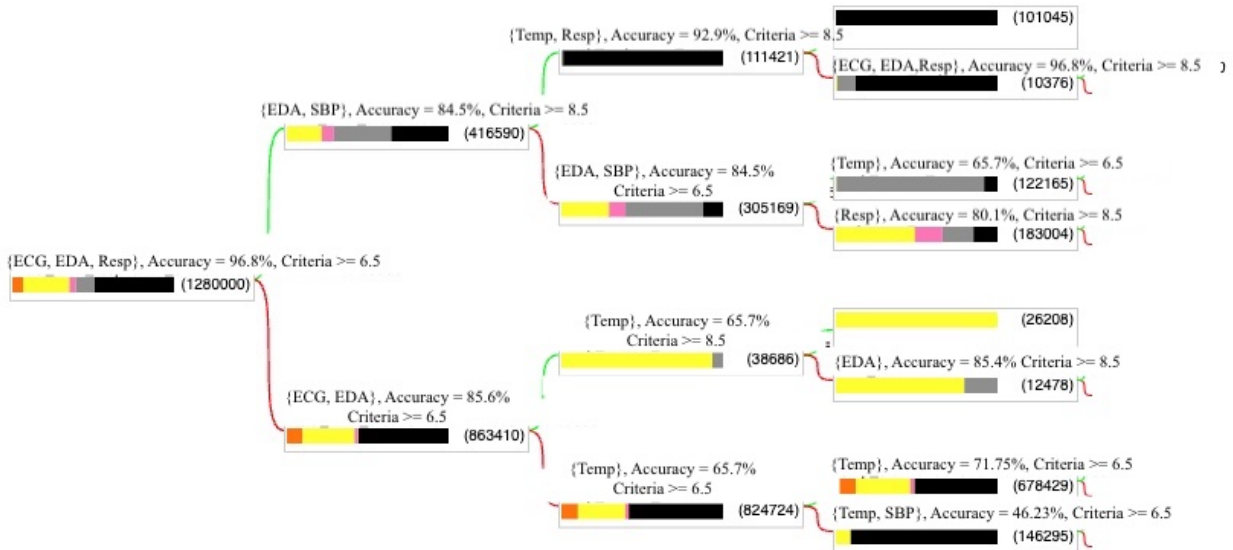 (101045)
{Temp, Resp}, Accuracy = 92.9%, Criteria >= 8.5
(111421)
{ECG, EDA,Resp}, Accuracy = 96.8%, Criteria >= 8.5
(10376)
{EDA, SBP}, Accuracy = 84.5%, Criteria >= 8.5
(416590)
{EDA, SBP}, Accuracy = 84.5%
Criteria >= 6.5
(305169)
{Temp}, Accuracy = 65.7%, Criteria >= 6.5
(122165)
{Resp}, Accuracy = 80.1%, Criteria >= 8.5
(183004)
{ECG, EDA, Resp}, Accuracy = 96.8%, Criteria >= 6.5
(1280000)
{Temp}, Accuracy = 65.7%
Criteria >= 8.5
(38686)
(26208)
{EDA}, Accuracy = 85.4% Criteria >= 8.5
(12478)
{ECG, EDA}, Accuracy = 85.6%
Criteria >= 6.5
(863410)
{Temp}, Accuracy = 65.7%
Criteria >= 6.5
(824724)
{Temp}, Accuracy = 71.75%, Criteria >= 6.5
(678429)
{Temp, SBP}, Accuracy = 46.23%, Criteria >= 6.5
(146295)